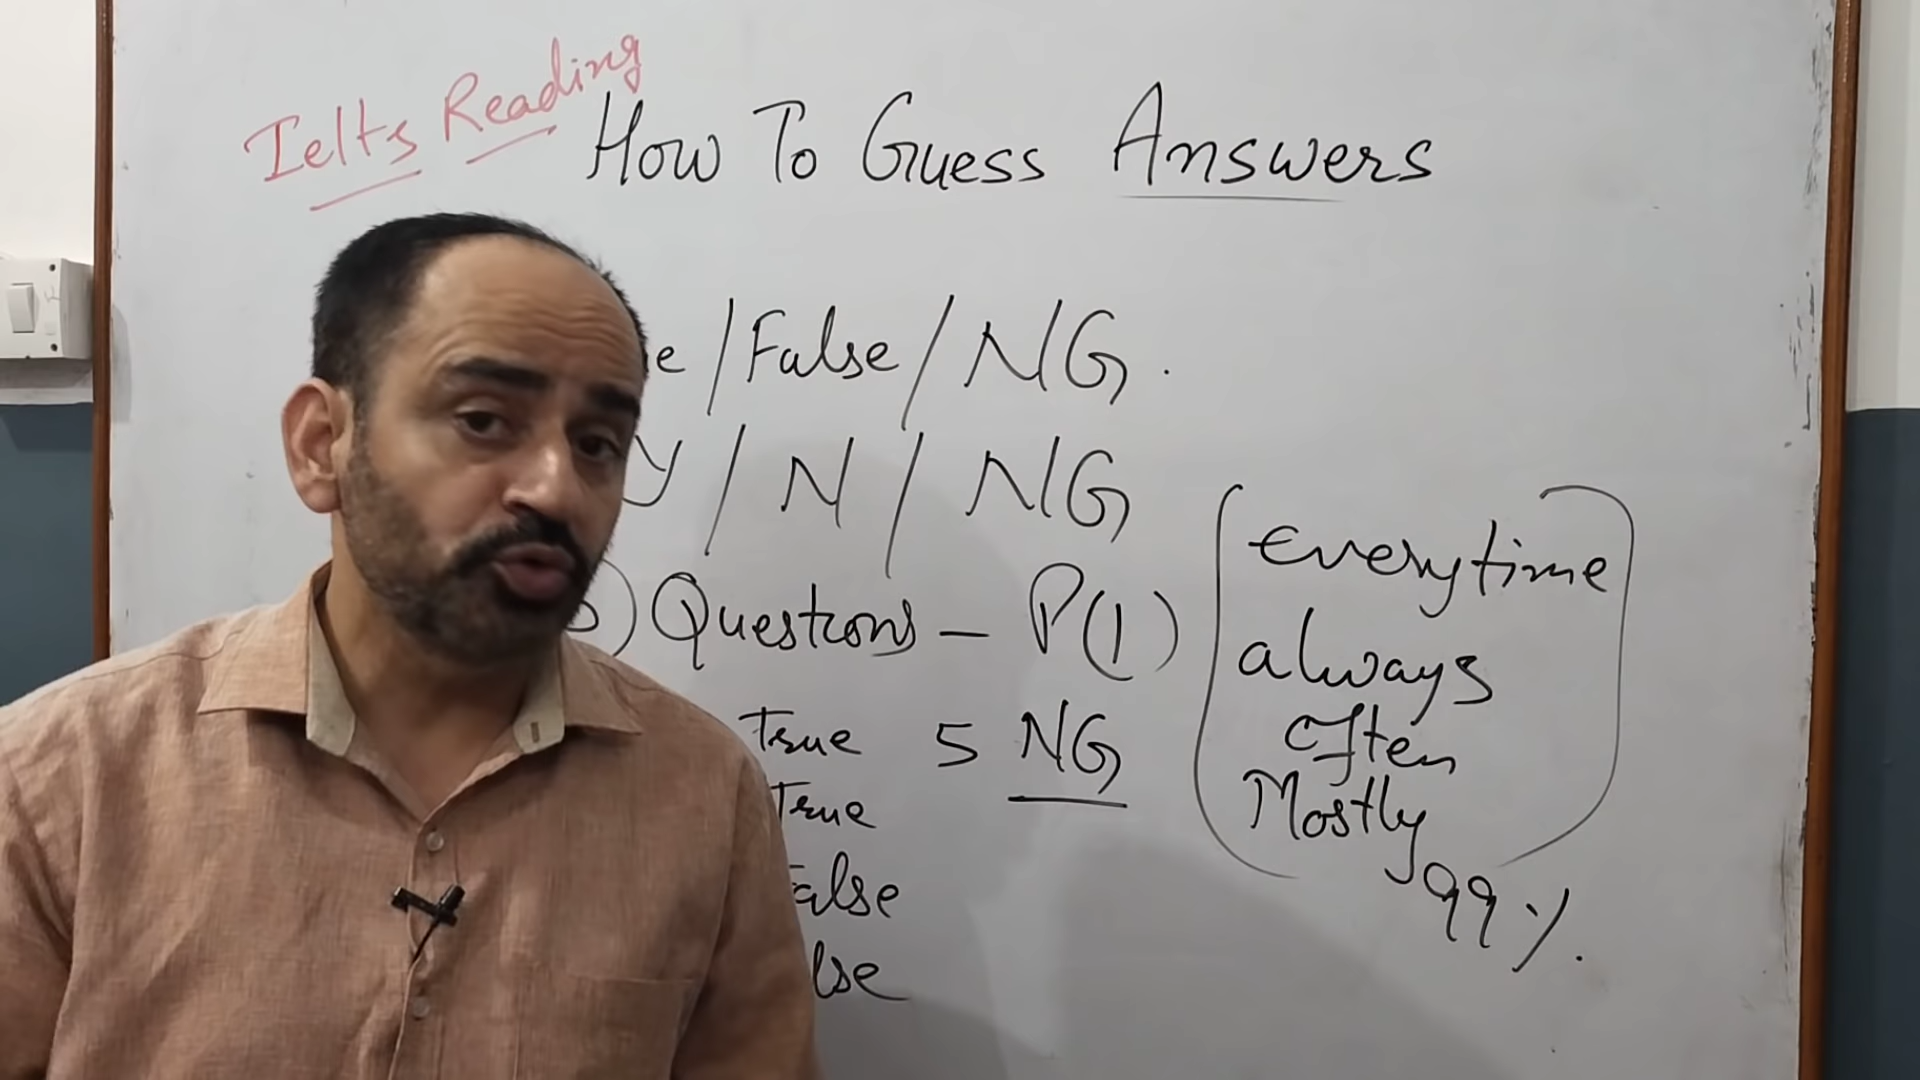 Ielts Reading
How To Guess Answers
/ False / NG.
Y / N / NG
) Questions - P(1)
True 5 NG
True
False
everytime
always
Often
Mostly
99%.